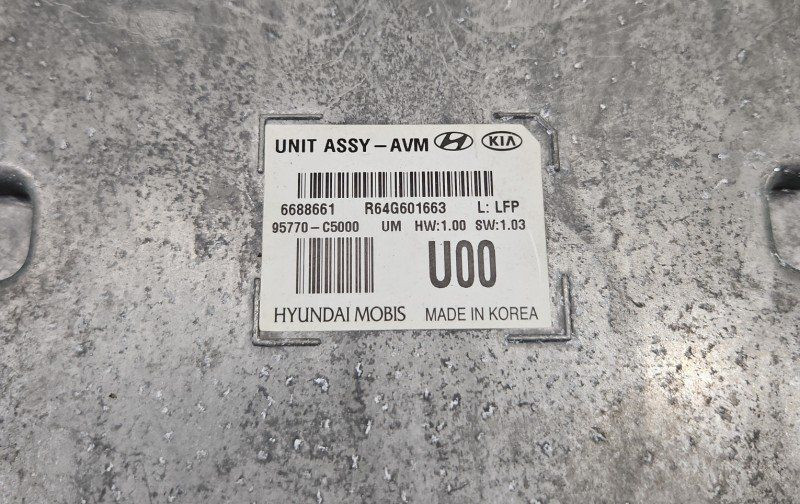 UNIT ASSY-AVM KIA
6688661 R64G601663 L: LFP
95770-C5000 UM HW:1.00 SW:1.03
U00
HYUNDAI MOBIS MADE IN KOREA